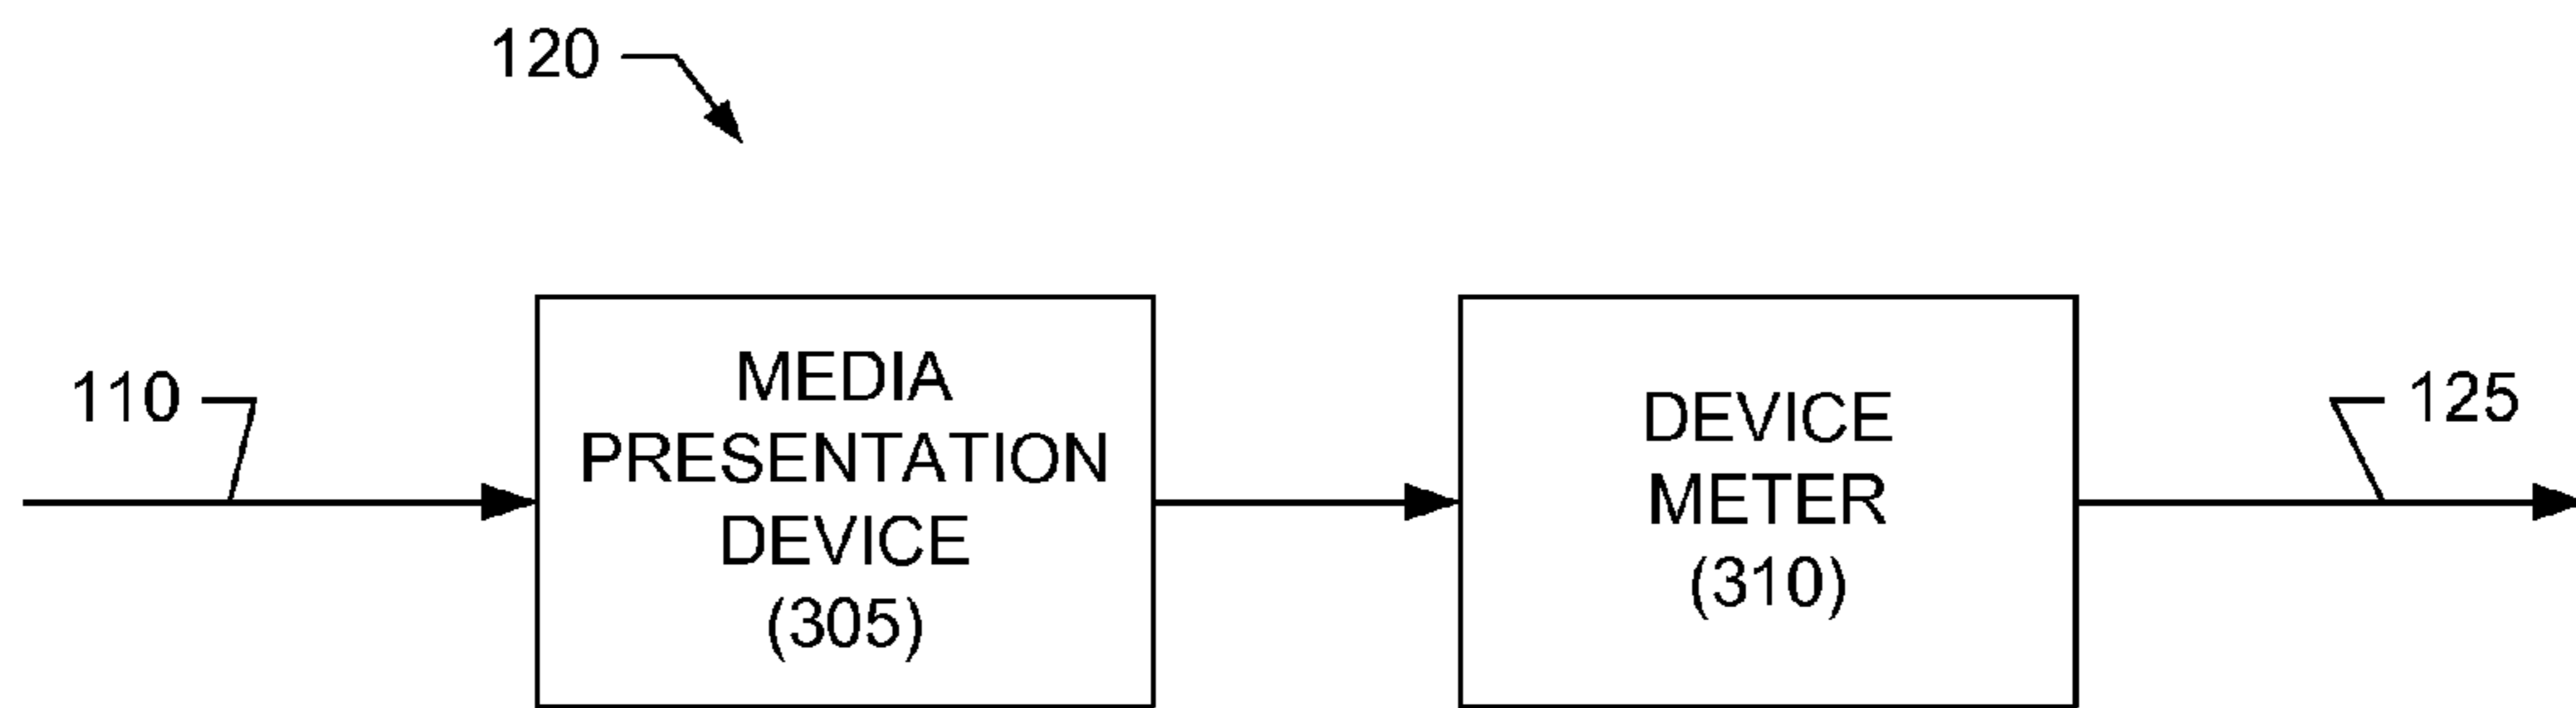 120
110
MEDIA
PRESENTATION
DEVICE
(305)
DEVICE
METER
(310)
125